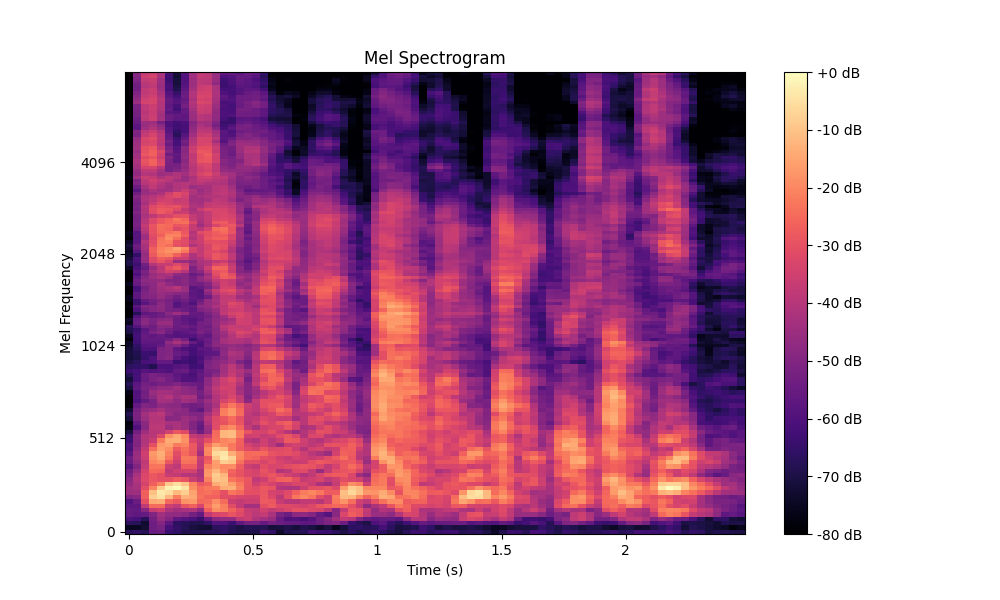 Mel Spectrogram
Mel Frequency
4096
2048
1024
512
0
0
0.5
1
1.5
2
Time (s)
+0 dB
-10 dB
-20 dB
-30 dB
-40 dB
-50 dB
-60 dB
-70 dB
-80 dB